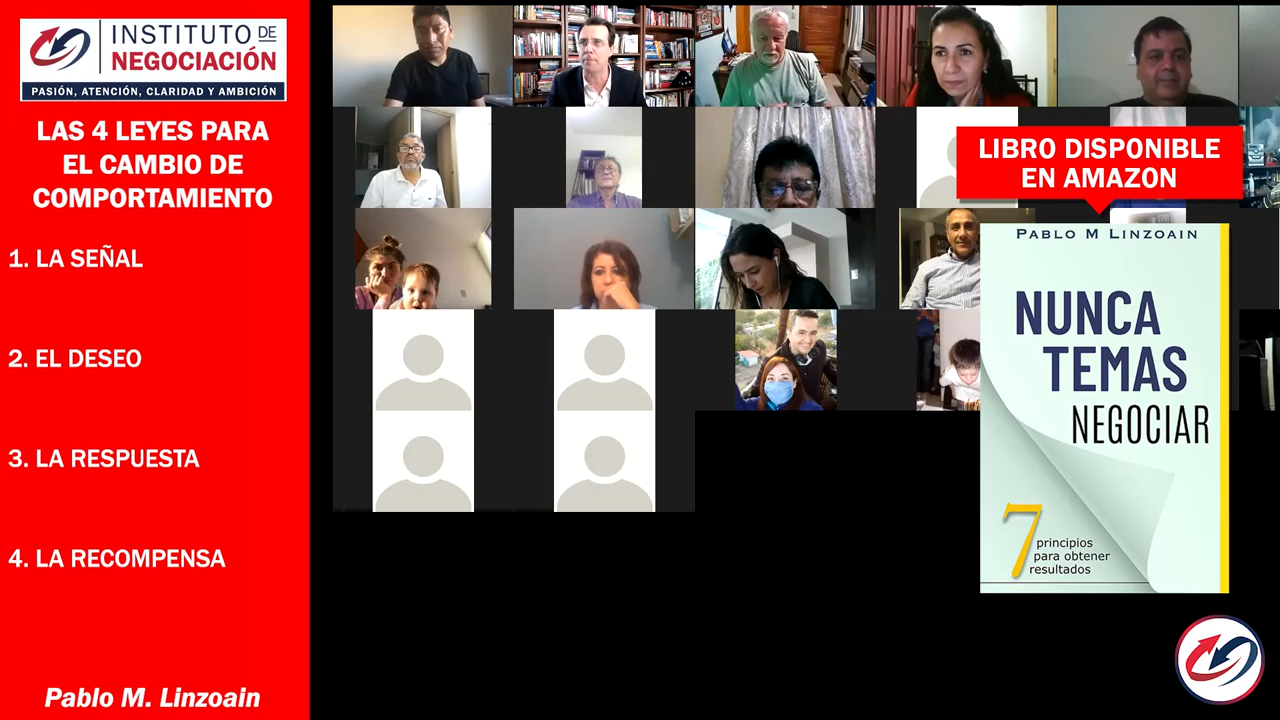 INSTITUTO DE
NEGOCIACIÓN
PASIÓN, ATENCIÓN, CLARIDAD Y AMBICIÓN
LAS 4 LEYES PARA
EL CAMBIO DE
COMPORTAMIENTO
1. LA SEÑAL
2. EL DESEO
3. LA RESPUESTA
4. LA RECOMPENSA
Pablo M. Linzoain
LIBRO DISPONIBLE
EN AMAZON
PABLO M LINZOAIN
NUNCA
TEMAS
NEGOCIAR
7 principios
para obtener
resultados